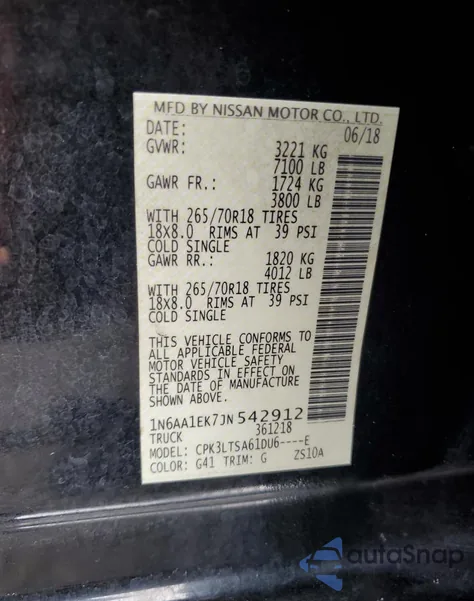 MFD BY NISSAN MOTOR CO., LTD.
DATE: 06/18
GVWR: 3221 KG
7100 LB
GAWR FR.: 1724 KG
3800 LB
WITH 265/70R18 TIRES
18X8.0 RIMS AT 39 PSI
COLD SINGLE
GAWR RR.: 1820 KG
4012 LB
WITH 265/70R18 TIRES
18X8.0 RIMS AT 39 PSI
COLD SINGLE
THIS VEHICLE CONFORMS TO
ALL APPLICABLE FEDERAL
MOTOR VEHICLE SAFETY
STANDARDS IN EFFECT ON
THE DATE OF MANUFACTURE
SHOWN ABOVE.
1N6AA1EK7JN542912
TRUCK 361218
MODEL: CPK3LTSA61DU6----E
COLOR: G41 TRIM: G ZS10A
autoSnap